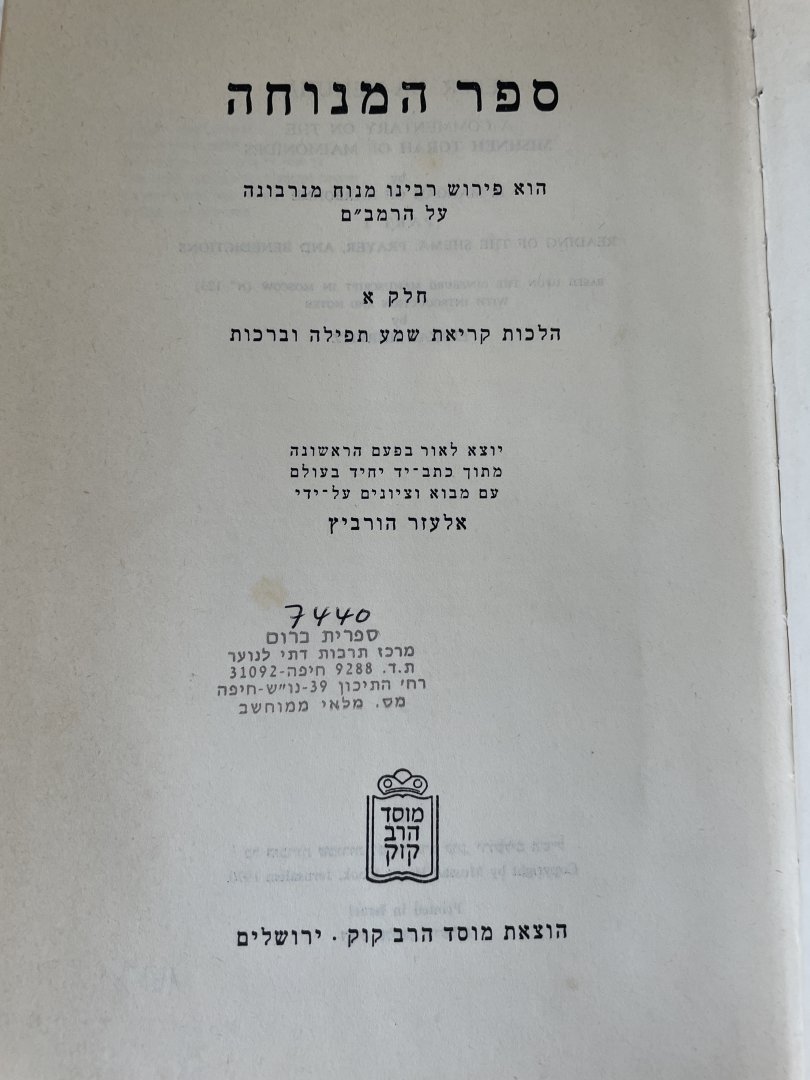 ספר המנוחה
הוא פירוש רבינו מנוח מנרבונה
על הרמב״ם
חלק א
הלכות קריאת שמע תפילה וברכות
יוצא לאור בפעם הראשונה
מתוך כתב־יד יחיד בעולם
עם מבוא וציונים על־ידי
אלעזר הורביץ
7440
ספרית כרום
מרכז תרבות דתי לנוער
ת.ד. 9288 חיפה-31092
רח׳ התיכון 39-נו״ש-חיפה
מס. מלאי ממוחשב
מוסד
הרב
קוק
הוצאת מוסד הרב קוק · ירושלים